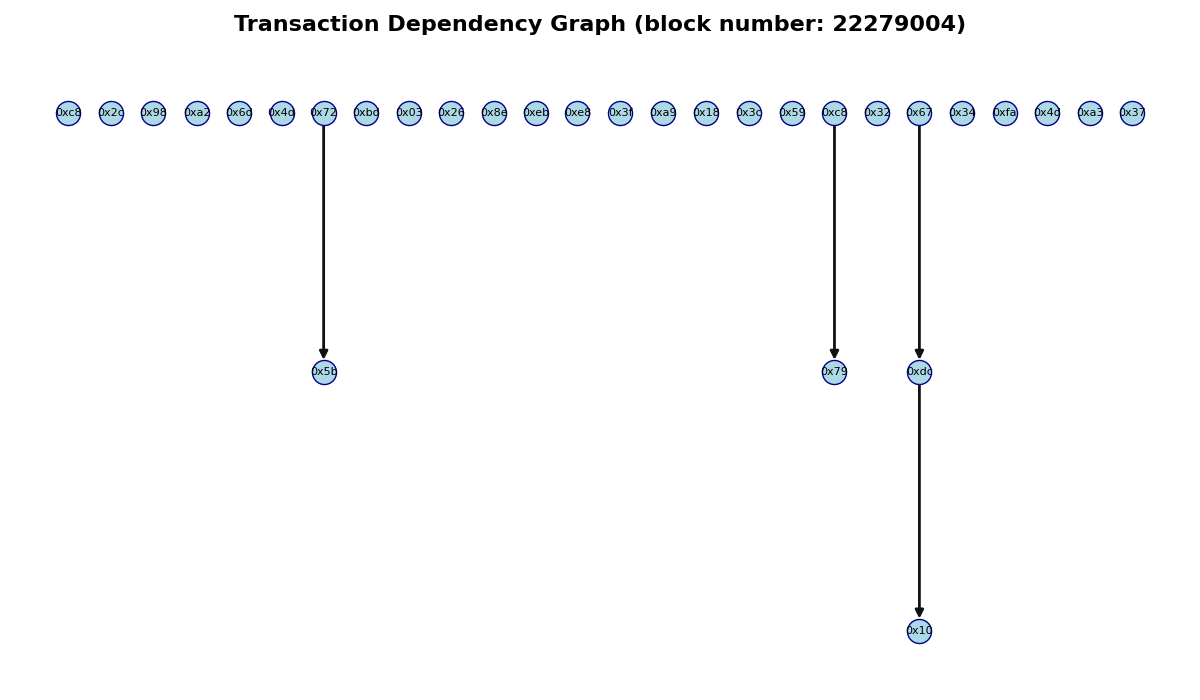 Transaction Dependency Graph (block number: 22279004)
0xc8 0x2c 0x98 0xa2 0x6c 0x4d 0x72 0xbd 0x03 0x26 0x8e 0xeb 0xe8 0x3f 0xa9 0x18 0x3c 0x59 0xc8 0x32 0x67 0x34 0xfa 0x4c 0xa3 0x37
0x5b 0x79 0xdc
0x10